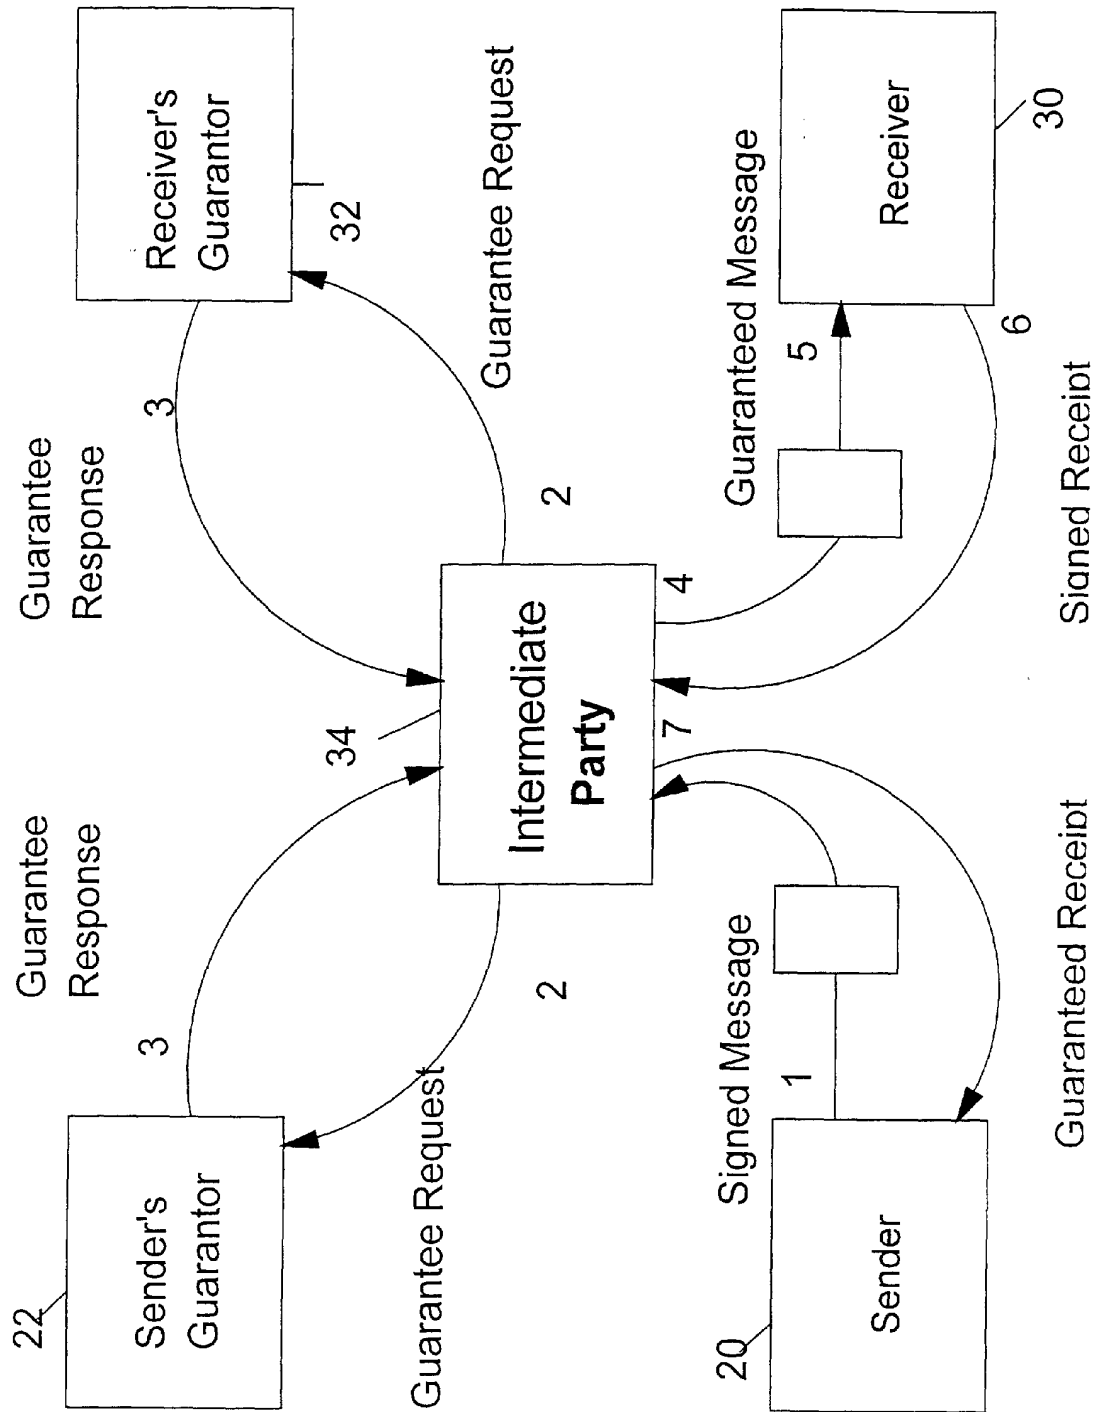 Guarantee
Response
Guarantee
Response
22
3
3
Sender's
Guarantor
34
Receiver's
Guarantor
32
Guarantee Request
2
Intermediate
Party
2
Guarantee Request
7
4
Signed Message
Guaranteed Message
20
1
5
Sender
Receiver
6
30
Guaranteed Receipt
Signed Receipt